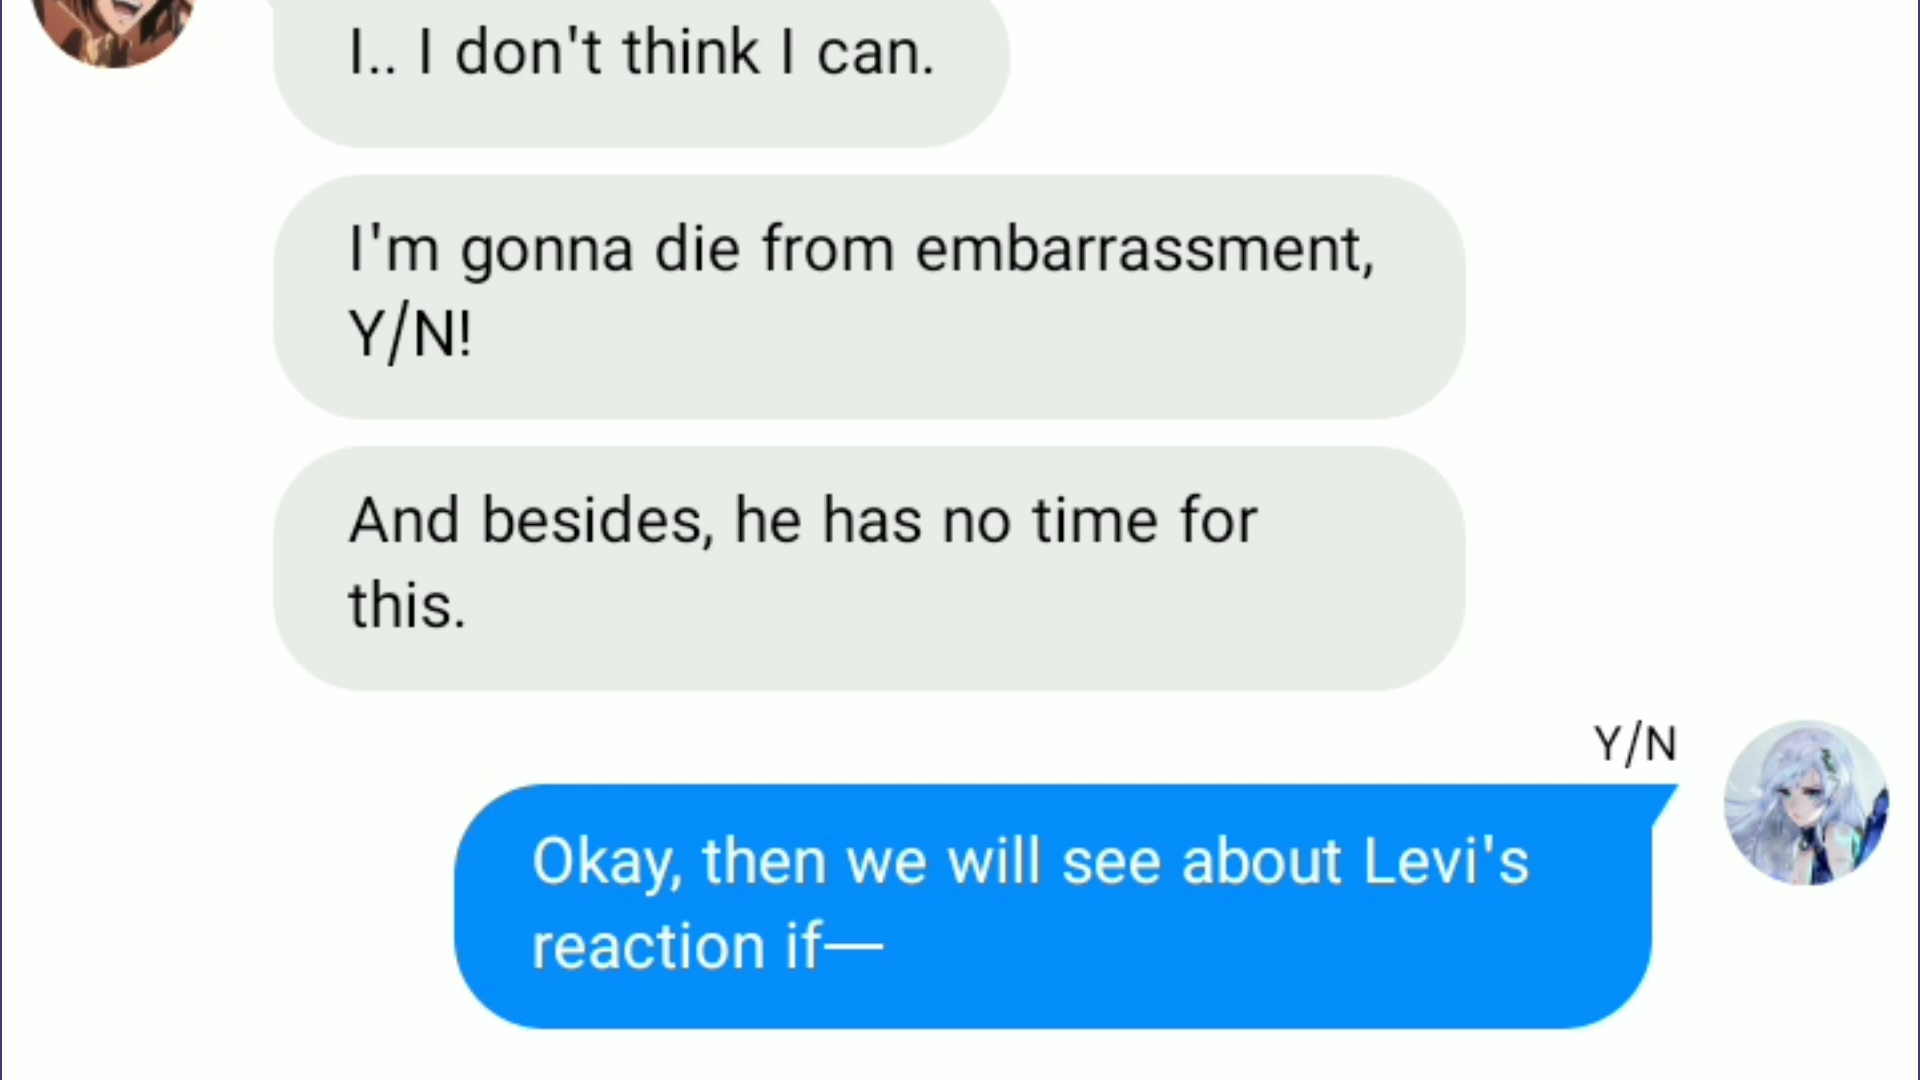 I.. I don't think I can.
I'm gonna die from embarrassment,
Y/N!
And besides, he has no time for
this.
Y/N
Okay, then we will see about Levi's
reaction if—